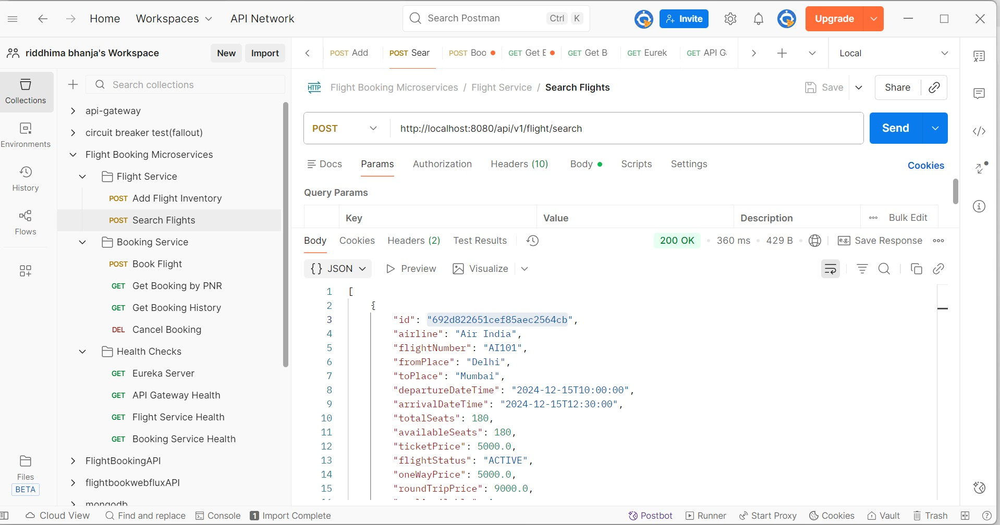 Home Workspaces API Network Search Postman Ctrl K Invite Upgrade
riddhima bhanja's Workspace New Import
POST Add POST Sear POST Boo GET Get E GET Get B GET Eurek GET API G Local
Collections
Environments
History
Flows
Files
BETA
Search collections
api-gateway
circuit breaker test(fallout)
Flight Booking Microservices
Flight Service
POST Add Flight Inventory
POST Search Flights
Booking Service
POST Book Flight
GET Get Booking by PNR
GET Get Booking History
DEL Cancel Booking
Health Checks
GET Eureka Server
GET API Gateway Health
GET Flight Service Health
GET Booking Service Health
FlightBookingAPI
flightbookwebfluxAPI
mongodb
HTTP Flight Booking Microservices / Flight Service / Search Flights Save Share
POST http://localhost:8080/api/v1/flight/search Send
Docs Params Authorization Headers (10) Body Scripts Settings Cookies
Query Params
Key Value Description Bulk Edit
Body Cookies Headers (2) Test Results 200 OK 360 ms 429 B e.g. Save Response
{} JSON Preview Visualize
1 [
2 {
3 "id": "692d822651cef85aec2564cb",
4 "airline": "Air India",
5 "flightNumber": "AI101",
6 "fromPlace": "Delhi",
7 "toPlace": "Mumbai",
8 "departureDateTime": "2024-12-15T10:00:00",
9 "arrivalDateTime": "2024-12-15T12:30:00",
10 "totalSeats": 180,
11 "availableSeats": 180,
12 "ticketPrice": 5000.0,
13 "flightStatus": "ACTIVE",
14 "oneWayPrice": 5000.0,
15 "roundTripPrice": 9000.0,
Cloud View Find and replace Console 1 Import Complete Postbot Runner Start Proxy Cookies Vault Trash